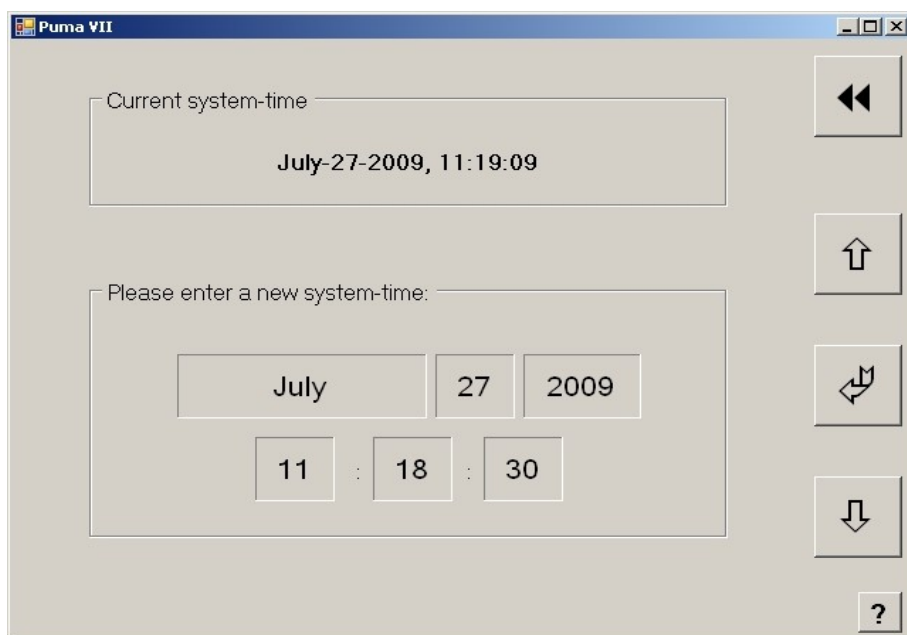 Puma VII
Current system-time
July-27-2009, 11:19:09
Please enter a new system-time:
July 27 2009
11 : 18 : 30
?